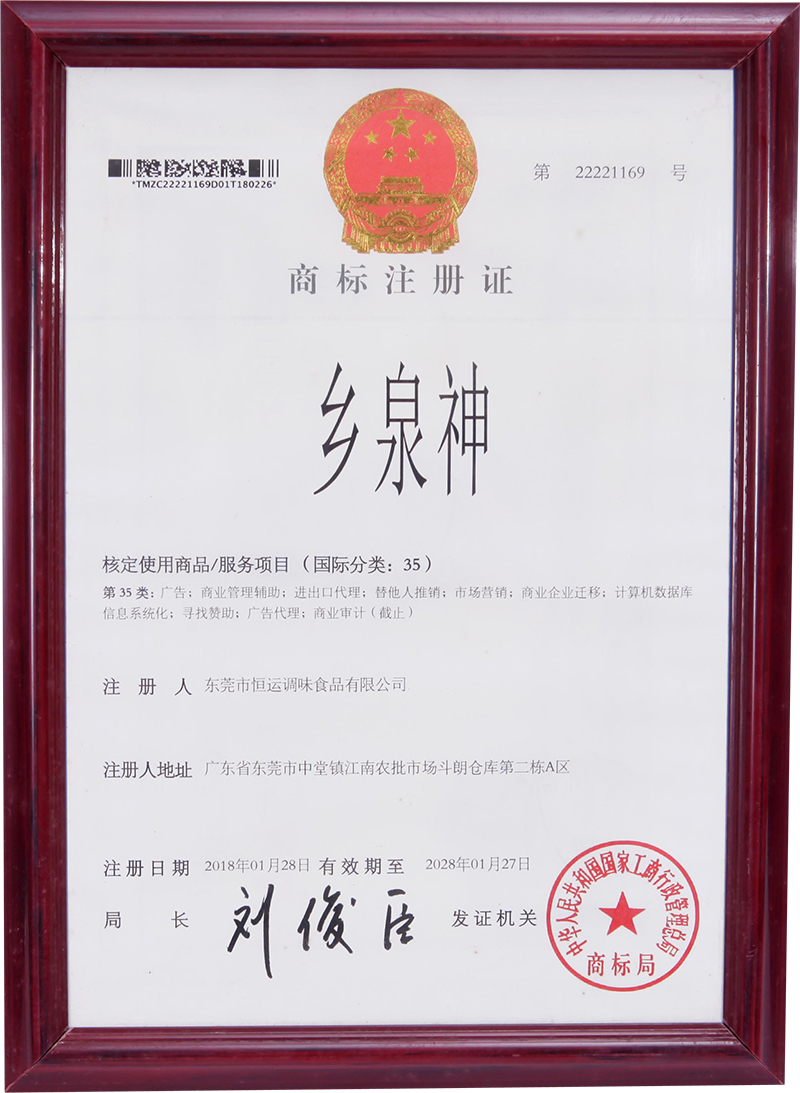 *TMZC22221169D01T180226*
第 22221169 号
商标注册证
乡泉神
核定使用商品/服务项目（国际分类：35）
第 35 类：广告；商业管理辅助；进出口代理；替他人推销；市场营销；商业企业迁移；计算机数据库
信息系统化；寻找赞助；广告代理；商业审计（截止）
注 册 人 东莞市恒运调味食品有限公司
注册人地址 广东省东莞市中堂镇江南农批市场斗朗仓库第二栋A区
注册日期 2018年01月28日 有效期至 2028年01月27日
局 长 刘俊臣 发证机关
中华人民共和国国家工商行政管理总局
商标局